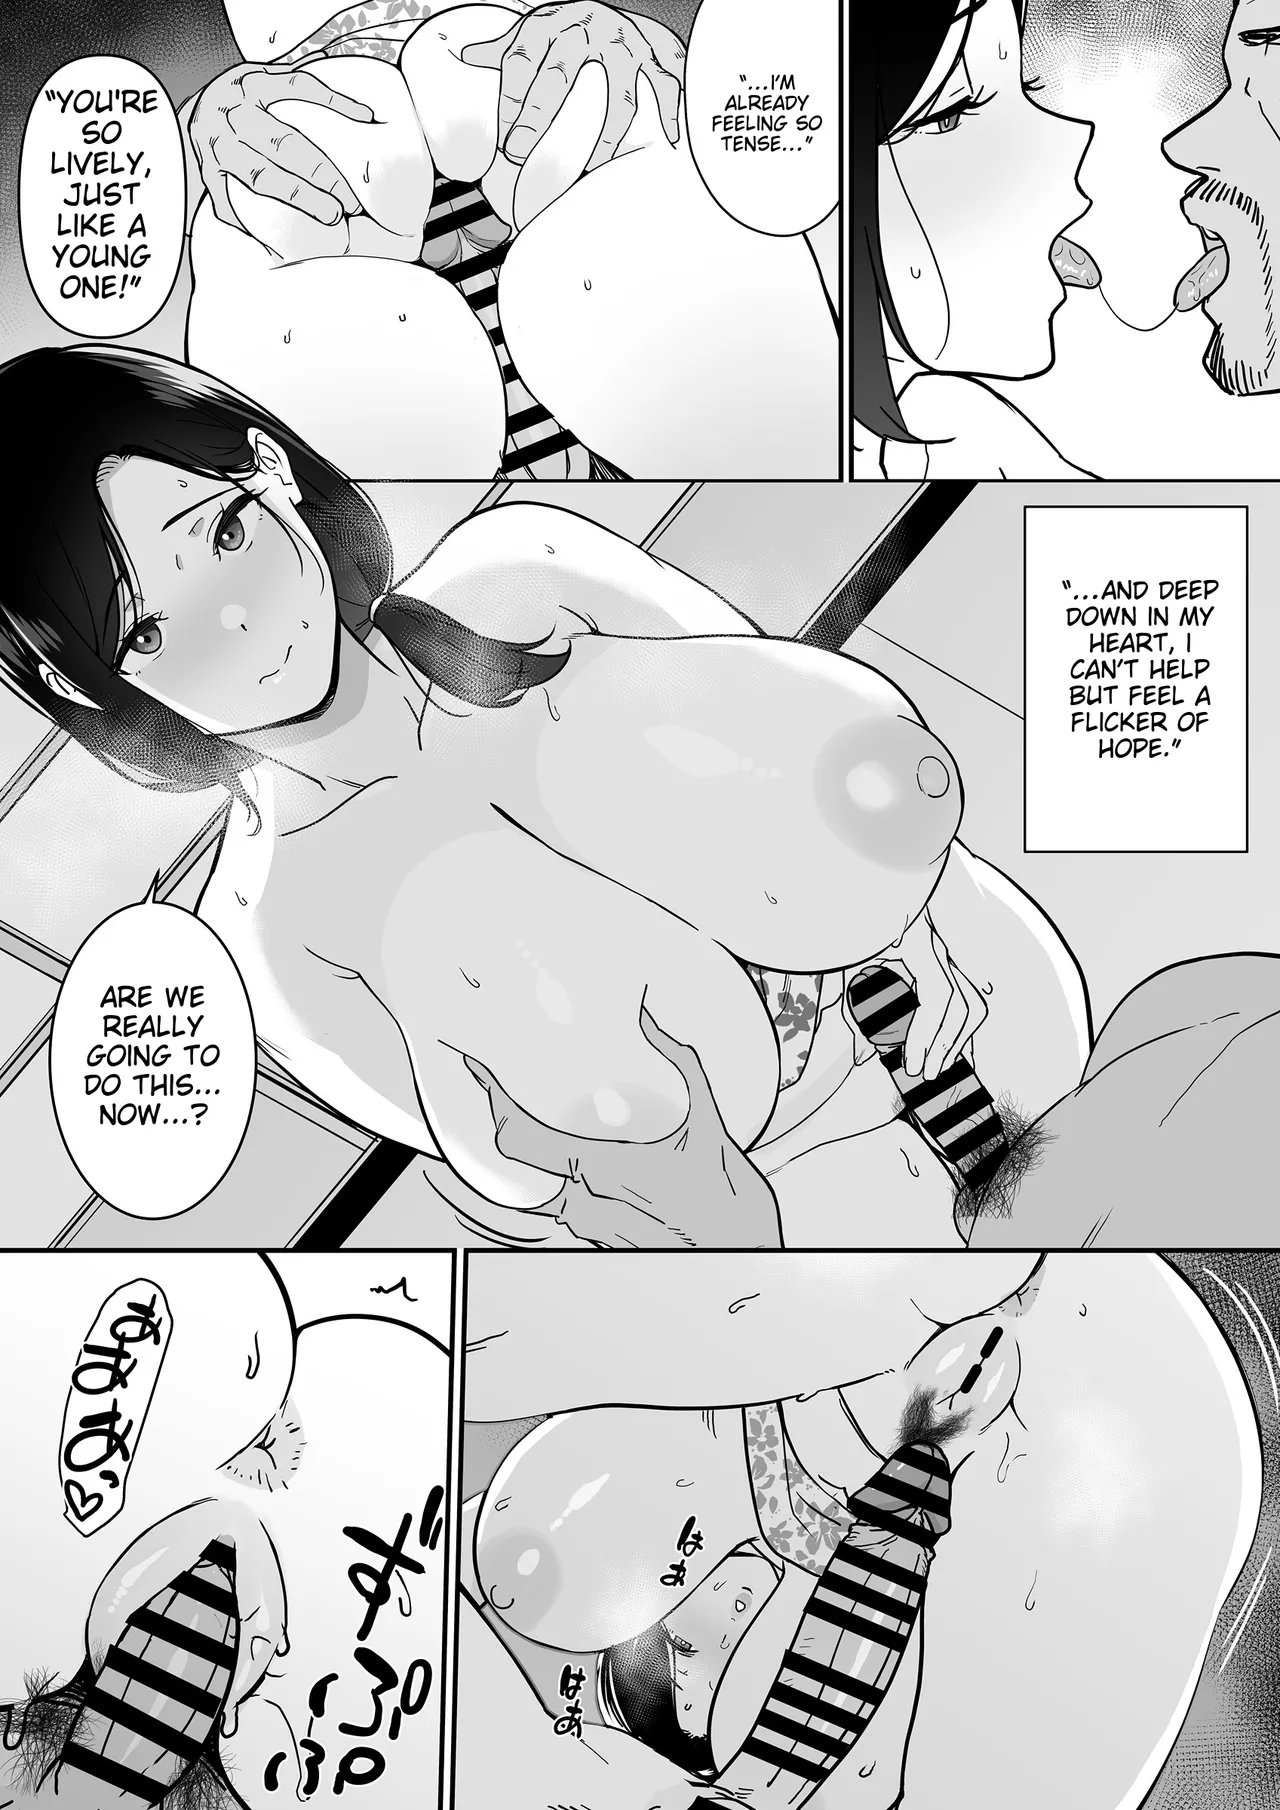 "YOU'RE
SO
LIVELY,
JUST
LIKE A
YOUNG
ONE!"
"...I'M
ALREADY
FEELING SO
TENSE..."
"...AND DEEP
DOWN IN MY
HEART, I
CAN'T HELP
BUT FEEL A
FLICKER OF
HOPE."
ARE WE
REALLY
GOING TO
DO THIS...
NOW...?
はぁ
はぁ